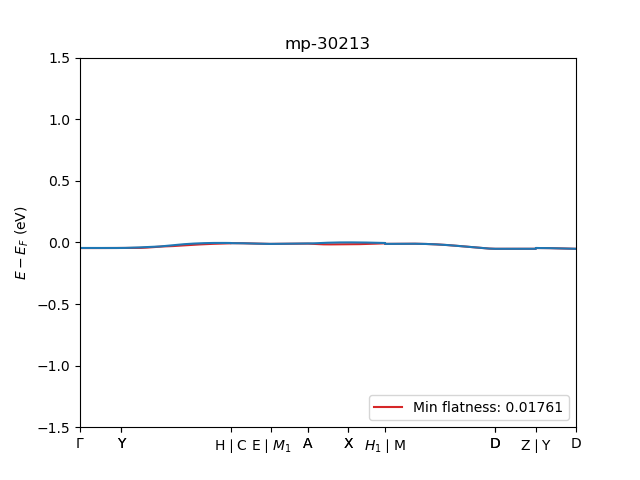 mp-30213
1.5
1.0
0.5
0.0
−0.5
−1.0
−1.5
E − E_F (eV)
Min flatness: 0.01761
Γ Y H | C E | M_1 A X H_1 | M D Z | Y D